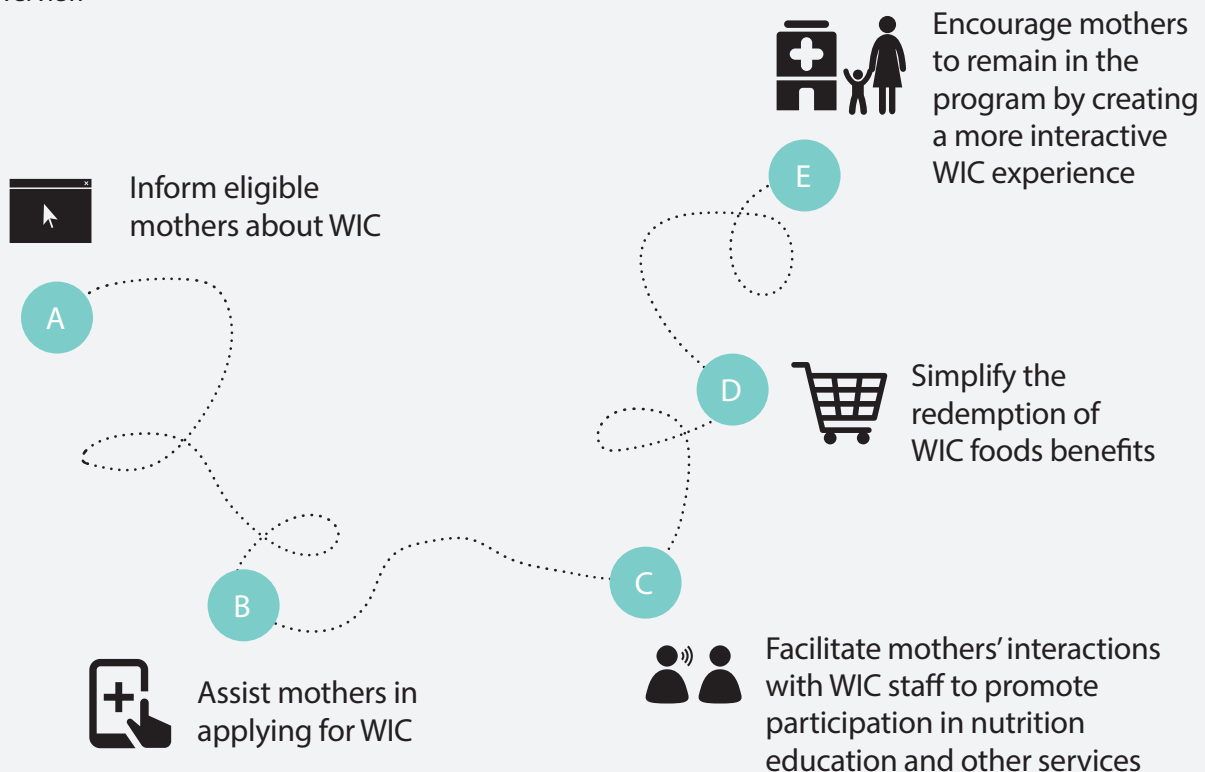 Inform eligible
mothers about WIC
A
B
Assist mothers in
applying for WIC
C
Facilitate mothers’ interactions
with WIC staff to promote
participation in nutrition
education and other services
D
Simplify the
redemption of
WIC foods benefits
E
Encourage mothers
to remain in the
program by creating
a more interactive
WIC experience